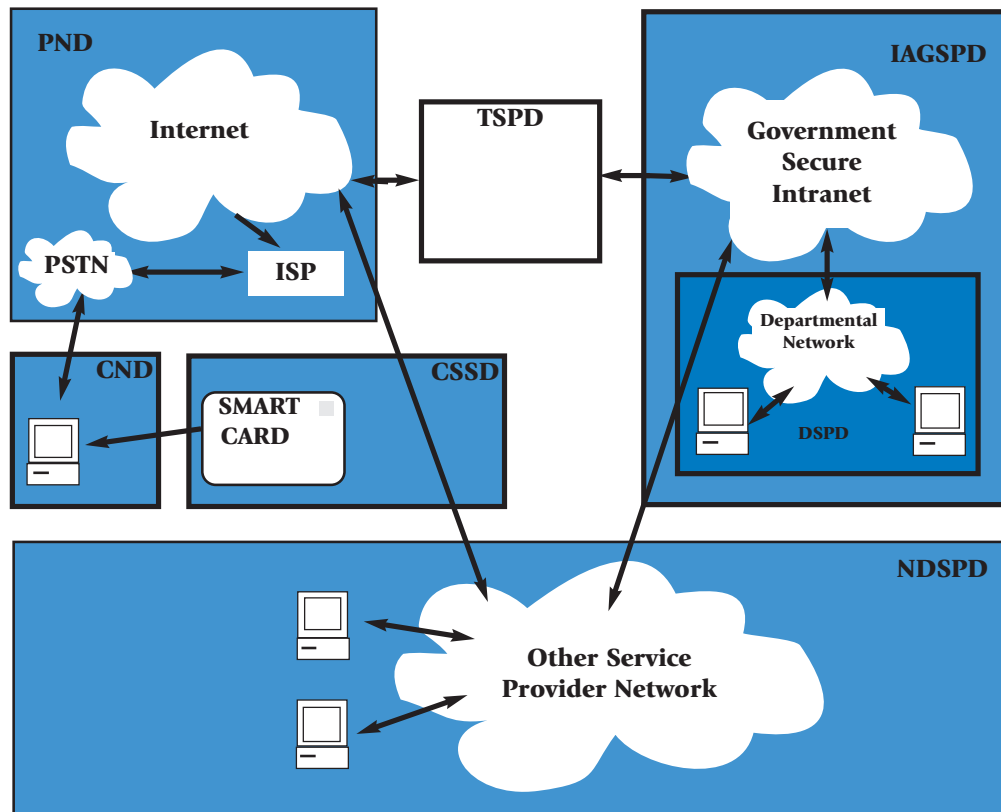 PND
IAGSPD
Internet
TSPD
Government
Secure
Intranet
PSTN
ISP
Departmental
Network
CND
CSSD
SMART
CARD
DSPD
NDSPD
Other Service
Provider Network